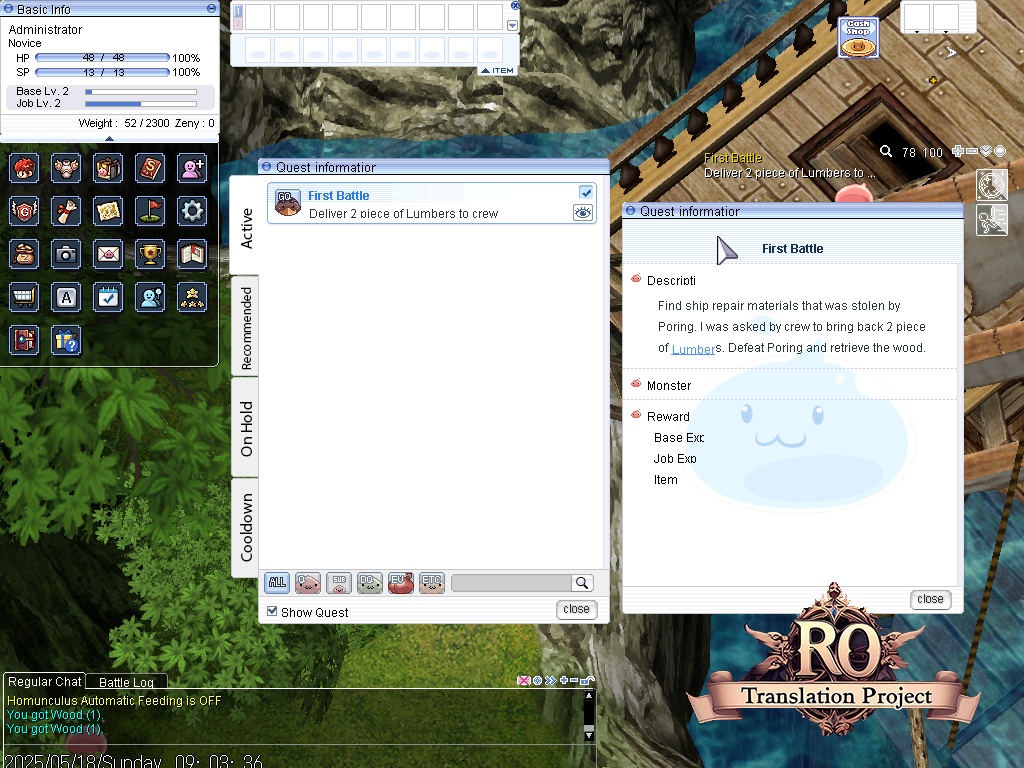 Basic Info
Administrator
Novice
HP 48 / 48 100%
SP 13 / 13 100%
Base Lv. 2
Job Lv. 2
Weight : 52 / 2300 Zeny : 0
ITEM
Cash Shop
First Battle
Deliver 2 piece of Lumbers to ...
78 100
Quest informatior
First Battle
Deliver 2 piece of Lumbers to crew
Active
Recommended
On Hold
Cooldown
ALL
SUB
ETC
Show Quest
close
Quest informatior
First Battle
Descripti
Find ship repair materials that was stolen by
Poring. I was asked by crew to bring back 2 piece
of Lumbers. Defeat Poring and retrieve the wood.
Monster
Reward
Base Exp
Job Exp
Item
close
RO
Translation Project
Regular Chat Battle Log
Homunculus Automatic Feeding is OFF
You got Wood (1).
You got Wood (1).
2025/05/18/Sunday 09: 03: 36